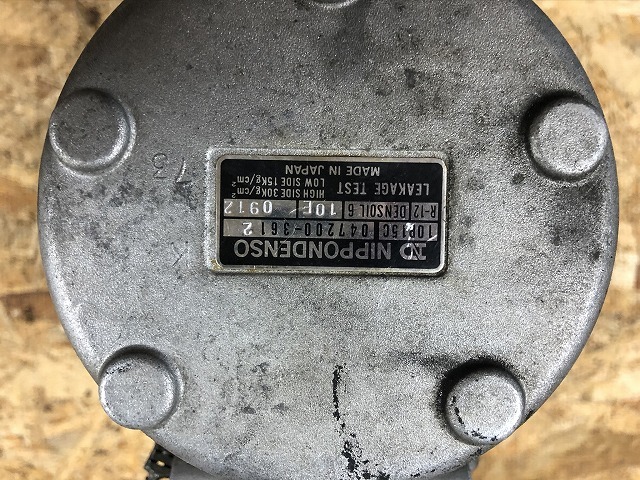 ND NIPPONDENSO
10P15C 047200-3612
R-12 DENSOIL 6 10E 0912
HIGH SIDE 30Kg/cm²
LEAKAGE TEST LOW SIDE 15Kg/cm²
MADE IN JAPAN
73
K